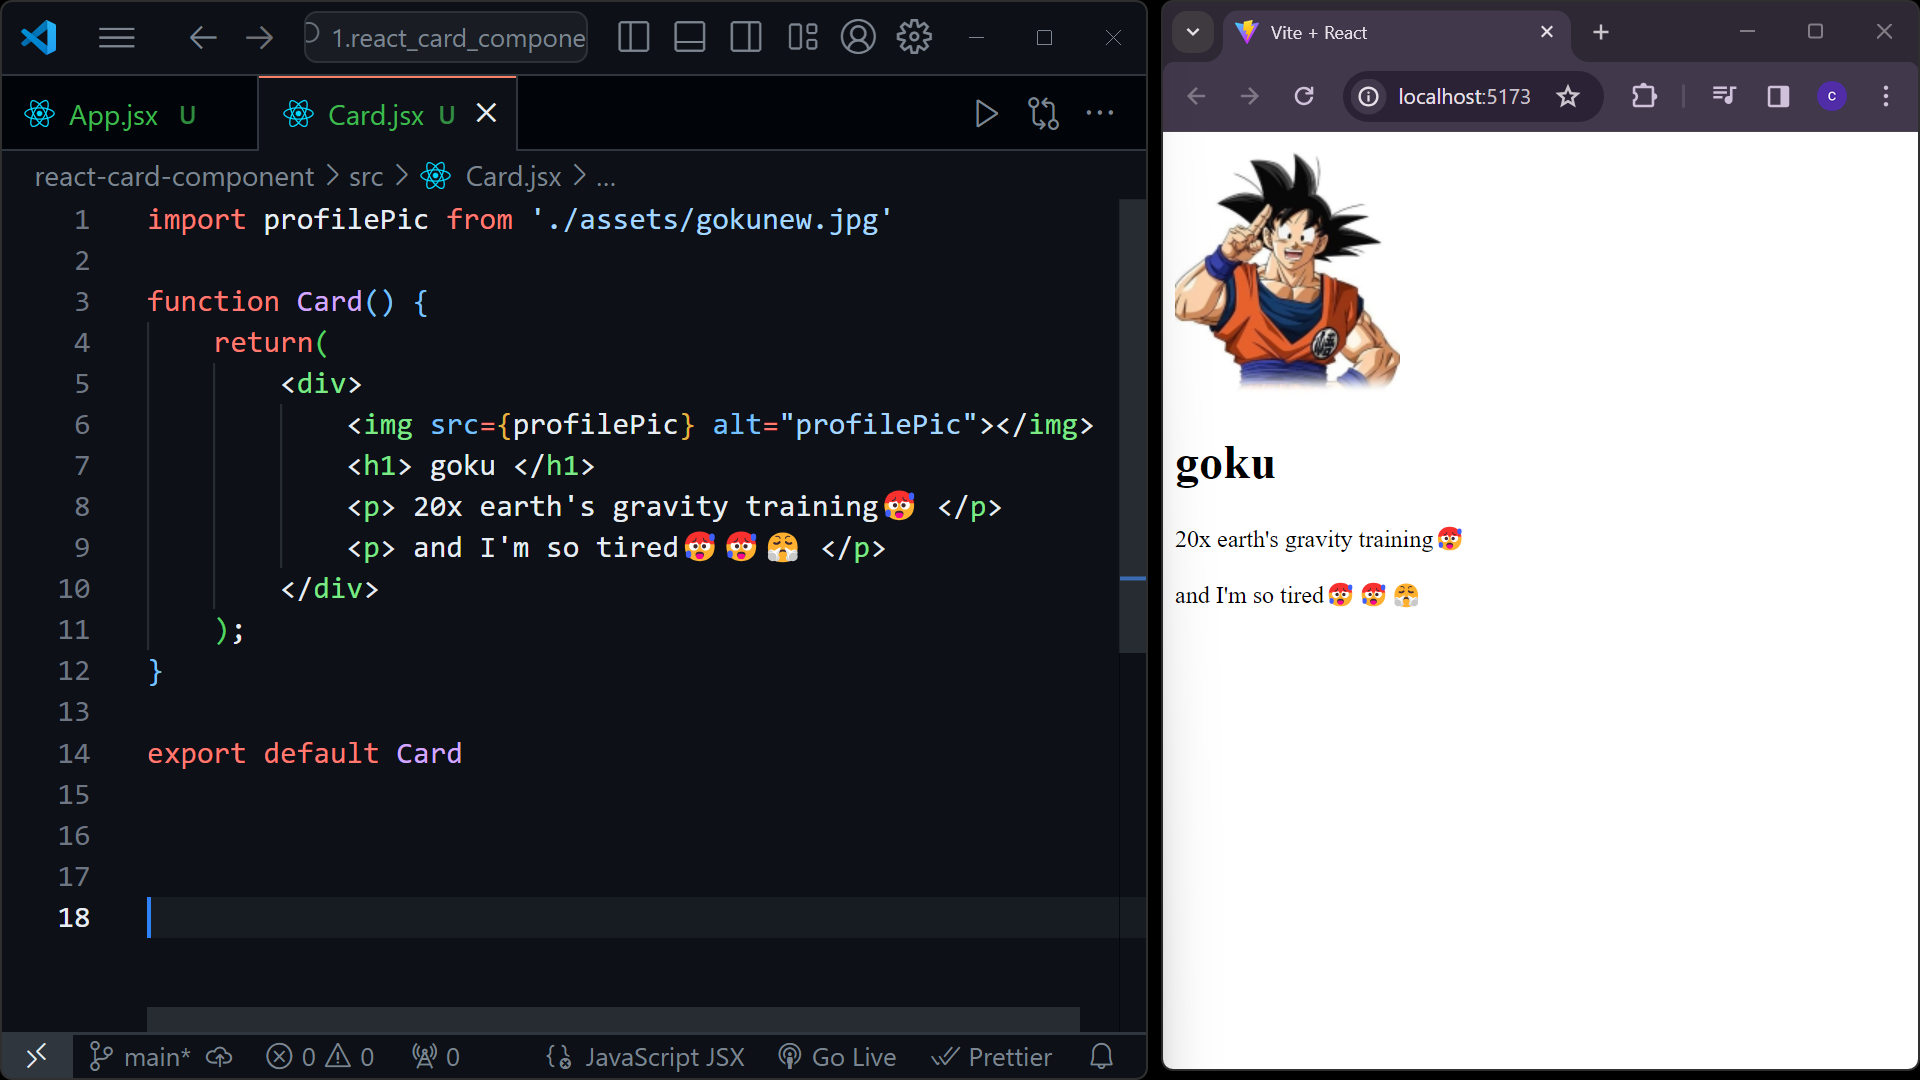 1.react_card_compone
App.jsx U
Card.jsx U
react-card-component > src > Card.jsx > ...
1 import profilePic from './assets/gokunew.jpg'
2
3 function Card() {
4 return(
5 <div>
6 <img src={profilePic} alt="profilePic"></img>
7 <h1> goku </h1>
8 <p> 20x earth's gravity training🥵 </p>
9 <p> and I'm so tired🥵🥵😤 </p>
10 </div>
11 );
12 }
13
14 export default Card
15
16
17
18
main* 0 0 0 JavaScript JSX Go Live Prettier
Vite + React
localhost:5173
c
悟
goku
20x earth's gravity training🥵
and I'm so tired🥵🥵😤